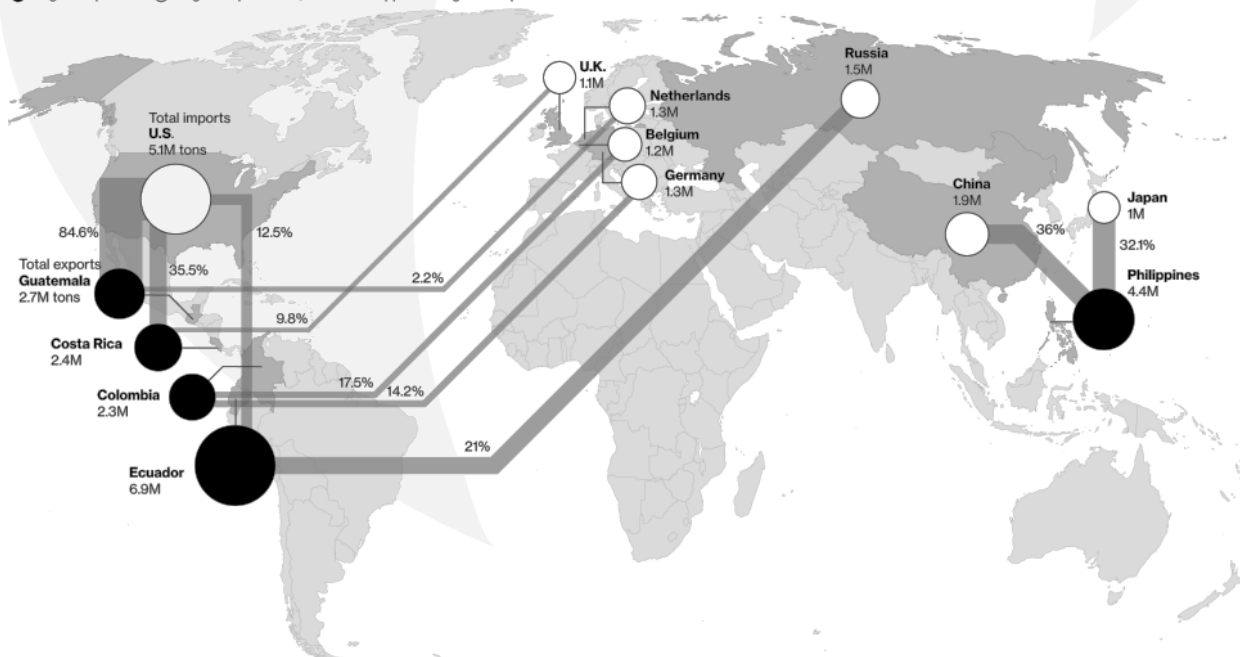 Total imports
U.S.
5.1M tons
84.6%
12.5%
35.5%
Total exports
Guatemala
2.7M tons
Costa Rica
2.4M
Colombia
2.3M
Ecuador
6.9M
2.2%
9.8%
17.5%
14.2%
21%
U.K.
1.1M
Netherlands
1.3M
Belgium
1.2M
Germany
1.3M
Russia
1.5M
China
1.9M
36%
Japan
1M
32.1%
Philippines
4.4M